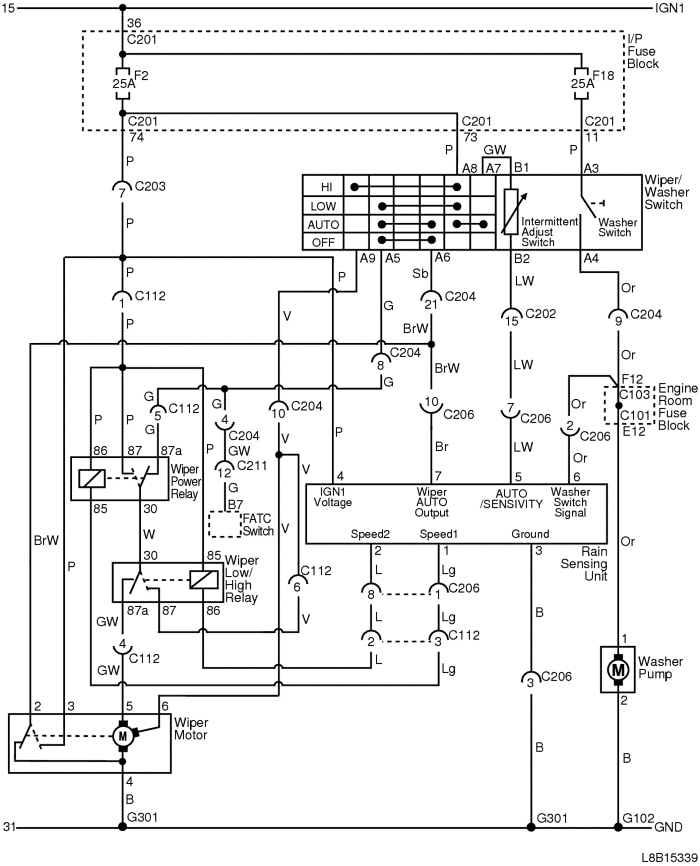 15 IGN1
36
C201
I/P
Fuse
Block
F2
25A
F18
25A
C201
74
C201
73
C201
11
P
P
GW
P
A8 A7 B1 A3
Wiper/
Washer
Switch
HI
LOW
AUTO
OFF
Intermittent
Adjust
Switch
Washer
Switch
7 C203
P
A9 A5 A6 B2 A4
P
P
Sb
LW
Or
1 C112
V
G
21 C204
15 C202
9 C204
P
BrW
8 C204
G
BrW
LW
Or
Or
F12
C103
C101
E12
Engine
Room
Fuse
Block
G
5 C112
G
4
C204
GW
12 C211
G
B7
FATC
Switch
10 C204
V
V
10
C206
Br
7
C206
LW
2
C206
Or
P
P
P
P
86 87 87a
Wiper
Power
Relay
85 30
W
4 7 5 6
IGN1
Voltage
Wiper
AUTO
Output
AUTO
/SENSIVITY
Washer
Switch
Signal
Speed2 Speed1 Ground
Rain
Sensing
Unit
2 1 3
BrW
P
V
Or
30 85
Wiper
Low/
High
Relay
87a 87 86
C112
6
V
L Lg
8 1 C206
L Lg
2 3 C112
L Lg
B
GW
4 C112
GW
3 C206
B
1
M
Washer
Pump
2
B
2 3 5 6
Wiper
Motor
M
4
B
31 G301 G301 G102 GND
L8B15339